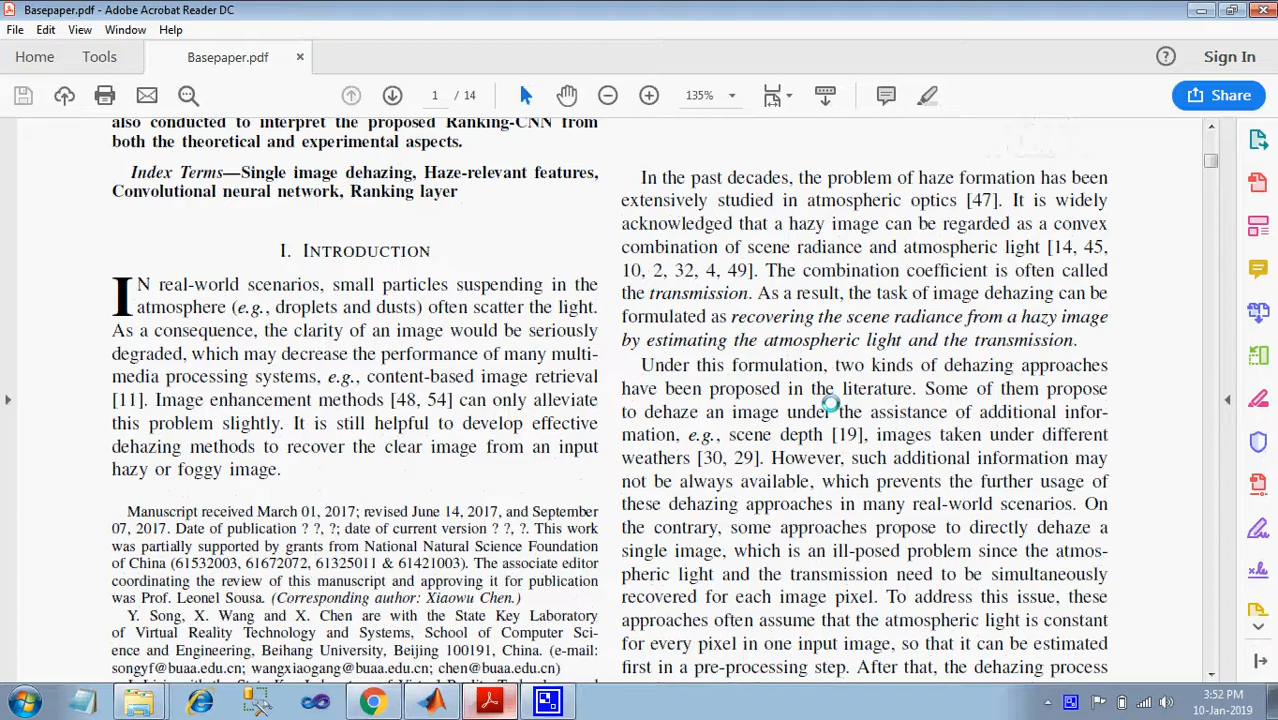 Basepaper.pdf - Adobe Acrobat Reader DC
File Edit View Window Help
Home Tools Basepaper.pdf × Sign In
1 / 14 135% Share
also conducted to interpret the proposed Ranking-CNN from
both the theoretical and experimental aspects.
Index Terms—Single image dehazing, Haze-relevant features,
Convolutional neural network, Ranking layer
I. INTRODUCTION
IN real-world scenarios, small particles suspending in the
atmosphere (e.g., droplets and dusts) often scatter the light.
As a consequence, the clarity of an image would be seriously
degraded, which may decrease the performance of many multi-
media processing systems, e.g., content-based image retrieval
[11]. Image enhancement methods [48, 54] can only alleviate
this problem slightly. It is still helpful to develop effective
dehazing methods to recover the clear image from an input
hazy or foggy image.
Manuscript received March 01, 2017; revised June 14, 2017, and September
07, 2017. Date of publication ? ?, ?; date of current version ? ?, ?. This work
was partially supported by grants from National Natural Science Foundation
of China (61532003, 61672072, 61325011 & 61421003). The associate editor
coordinating the review of this manuscript and approving it for publication
was Prof. Leonel Sousa. (Corresponding author: Xiaowu Chen.)
Y. Song, X. Wang and X. Chen are with the State Key Laboratory
of Virtual Reality Technology and Systems, School of Computer Sci-
ence and Engineering, Beihang University, Beijing 100191, China. (e-mail:
songyf@buaa.edu.cn; wangxiaogang@buaa.edu.cn; chen@buaa.edu.cn)
In the past decades, the problem of haze formation has been
extensively studied in atmospheric optics [47]. It is widely
acknowledged that a hazy image can be regarded as a convex
combination of scene radiance and atmospheric light [14, 45,
10, 2, 32, 4, 49]. The combination coefficient is often called
the transmission. As a result, the task of image dehazing can be
formulated as recovering the scene radiance from a hazy image
by estimating the atmospheric light and the transmission.
Under this formulation, two kinds of dehazing approaches
have been proposed in the literature. Some of them propose
to dehaze an image under the assistance of additional infor-
mation, e.g., scene depth [19], images taken under different
weathers [30, 29]. However, such additional information may
not be always available, which prevents the further usage of
these dehazing approaches in many real-world scenarios. On
the contrary, some approaches propose to directly dehaze a
single image, which is an ill-posed problem since the atmos-
pheric light and the transmission need to be simultaneously
recovered for each image pixel. To address this issue, these
approaches often assume that the atmospheric light is constant
for every pixel in one input image, so that it can be estimated
first in a pre-processing step. After that, the dehazing process
3:52 PM
10-Jan-2019